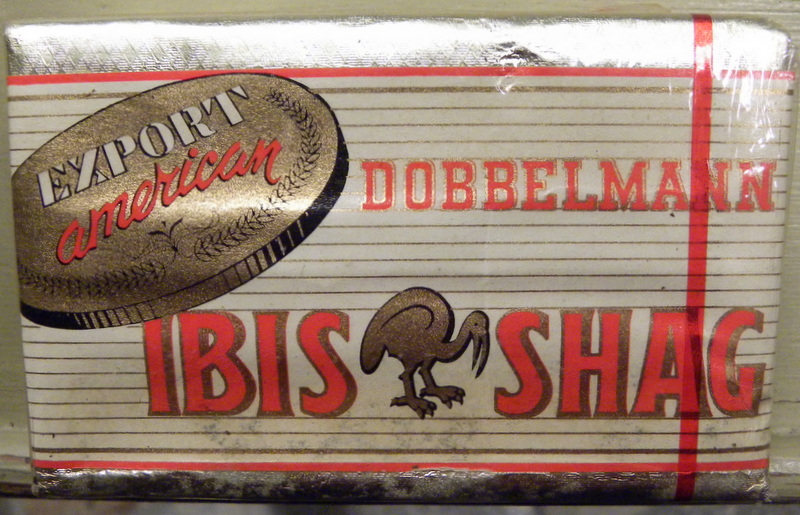 EXPORT
american
DOBBELMANN
IBIS SHAG